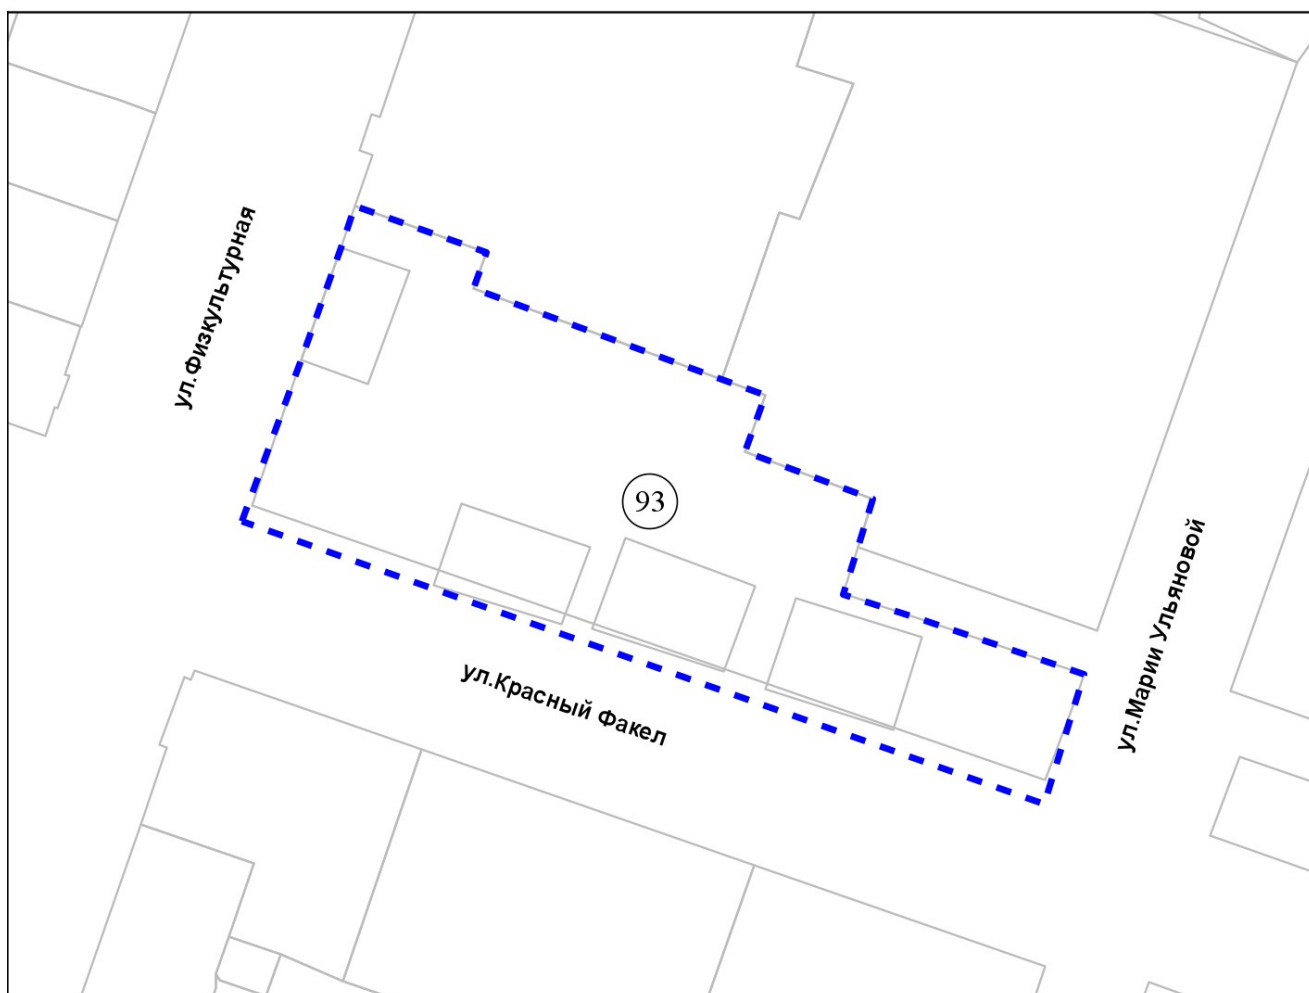 ул.Физкультурная
93
ул.Марии Ульяновой
ул.Красный Факел